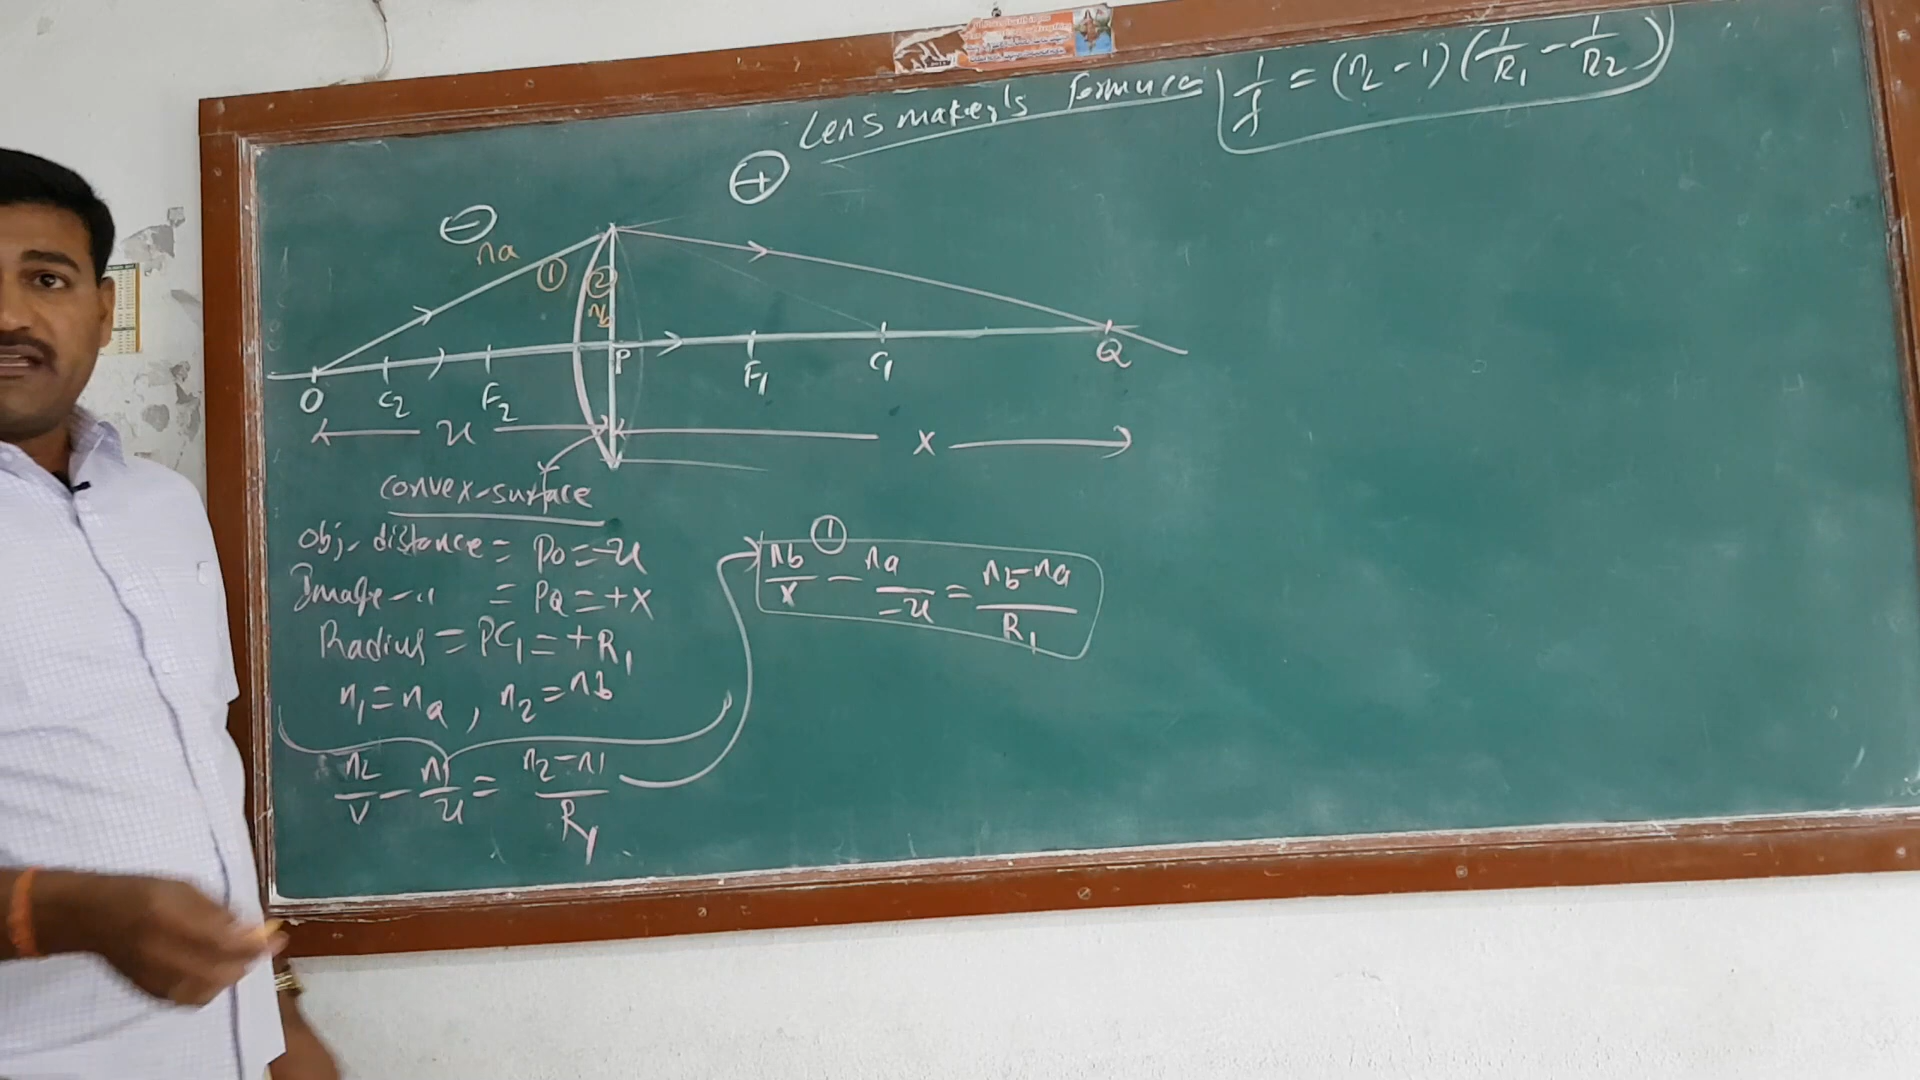 Lens maker's formula
1/f = (n₂ - 1) (1/R₁ - 1/R₂)
⊖ ⊕
na ① ② nb
O C₂ F₂ P F₁ C₁ Q
u x
convex-surface
Obj. distance = PO = -u
Image - " = PQ = +x
Radius = PC₁ = +R₁
n₁ = na, n₂ = nb
n₂/v - n₁/u = n₂-n₁/R₁
①
nb/x - na/-u = nb-na/R₁